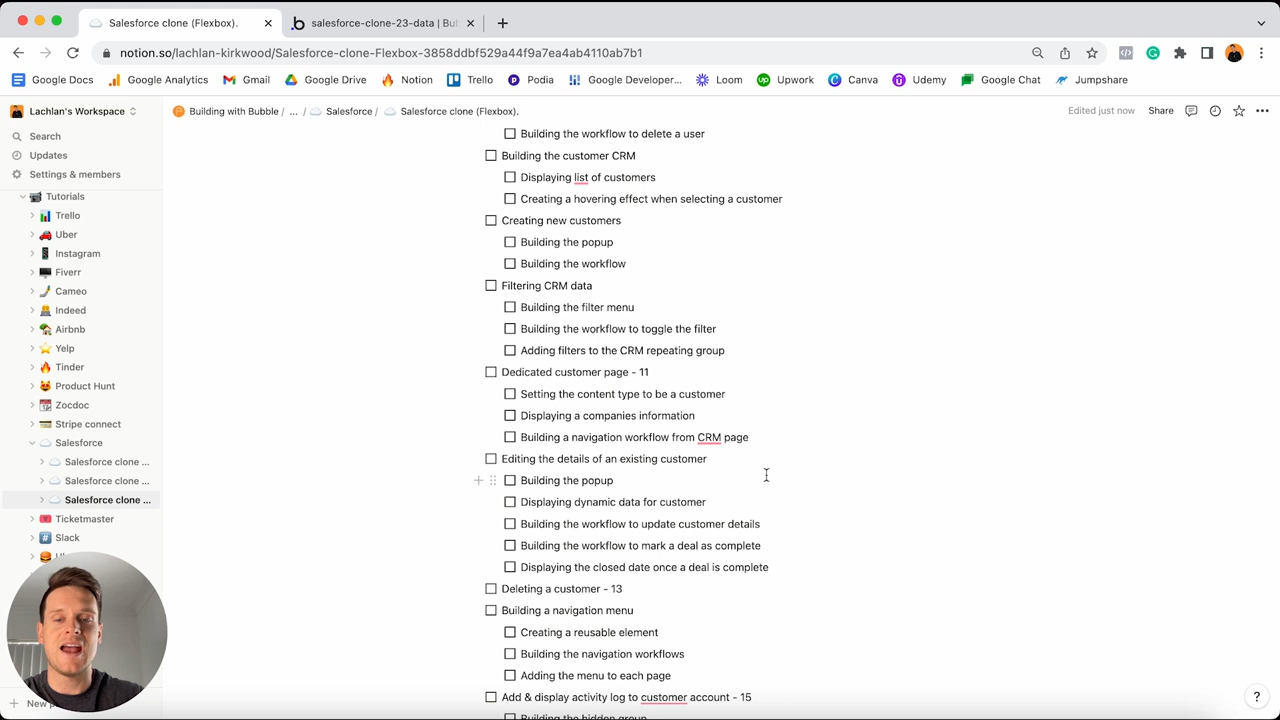 Salesforce clone (Flexbox).
salesforce-clone-23-data | Bu
notion.so/lachlan-kirkwood/Salesforce-clone-Flexbox-3858ddbf529a44f9a7ea4ab4110ab7b1
Google Docs
Google Analytics
Gmail
Google Drive
Notion
Trello
Podia
Google Developer...
Loom
Upwork
Canva
Udemy
Google Chat
Jumpshare
Lachlan's Workspace
Building with Bubble / ... / Salesforce / Salesforce clone (Flexbox).
Edited just now
Share
Search
Updates
Settings & members
Tutorials
Trello
Uber
Instagram
Fiverr
Cameo
Indeed
Airbnb
Yelp
Tinder
Product Hunt
Zocdoc
Stripe connect
Salesforce
Salesforce clone ...
Salesforce clone ...
Salesforce clone ...
Ticketmaster
Slack
Building the workflow to delete a user
Building the customer CRM
Displaying list of customers
Creating a hovering effect when selecting a customer
Creating new customers
Building the popup
Building the workflow
Filtering CRM data
Building the filter menu
Building the workflow to toggle the filter
Adding filters to the CRM repeating group
Dedicated customer page - 11
Setting the content type to be a customer
Displaying a companies information
Building a navigation workflow from CRM page
Editing the details of an existing customer
Building the popup
Displaying dynamic data for customer
Building the workflow to update customer details
Building the workflow to mark a deal as complete
Displaying the closed date once a deal is complete
Deleting a customer - 13
Building a navigation menu
Creating a reusable element
Building the navigation workflows
Adding the menu to each page
Add & display activity log to customer account - 15
Building the hidden group
New
?